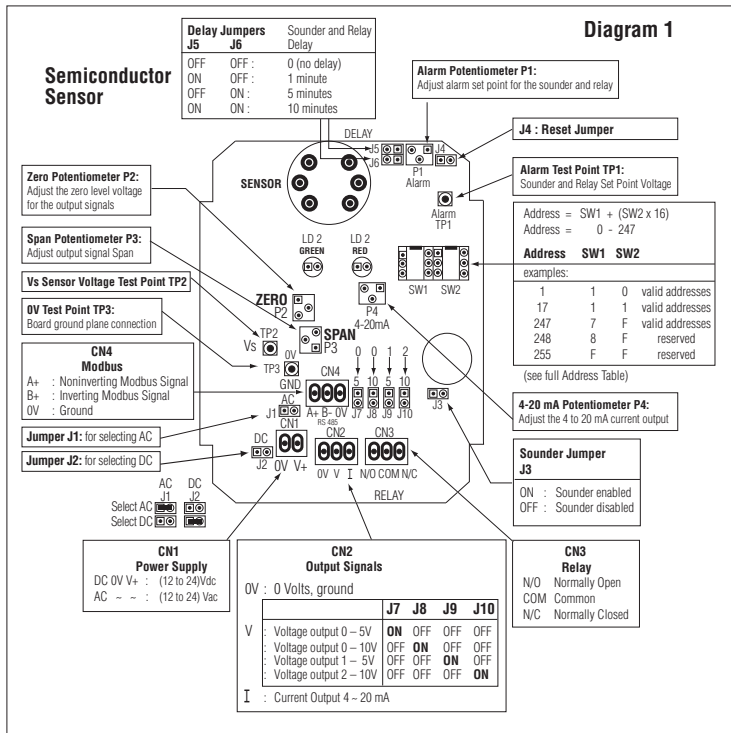 Diagram 1
Semiconductor
Sensor
Delay Jumpers Sounder and Relay
J5 J6 Delay
OFF OFF : 0 (no delay)
ON OFF : 1 minute
OFF ON : 5 minutes
ON ON : 10 minutes
Alarm Potentiometer P1:
Adjust alarm set point for the sounder and relay
J4 : Reset Jumper
Alarm Test Point TP1:
Sounder and Relay Set Point Voltage
Address = SW1 + (SW2 x 16)
Address = 0 - 247
Address SW1 SW2
examples:
1 1 0 valid addresses
17 1 1 valid addresses
247 7 F valid addresses
248 8 F reserved
255 F F reserved
(see full Address Table)
4-20 mA Potentiometer P4:
Adjust the 4 to 20 mA current output
Sounder Jumper
J3
ON : Sounder enabled
OFF : Sounder disabled
Zero Potentiometer P2:
Adjust the zero level voltage
for the output signals
Span Potentiometer P3:
Adjust output signal Span
Vs Sensor Voltage Test Point TP2
0V Test Point TP3:
Board ground plane connection
CN4
Modbus
A+ : Noninverting Modbus Signal
B+ : Inverting Modbus Signal
0V : Ground
Jumper J1: for selecting AC
Jumper J2: for selecting DC
DELAY
J5
J6
J4
P1
Alarm
SENSOR
Alarm
TP1
LD 2
GREEN
LD 2
RED
SW1 SW2
ZERO
P2
P4
4-20mA
TP2
Vs
SPAN
P3
0V
TP3
CN4
GND
A+ B- 0V
RS 485
0 0 1 2
5 10 5 10
J7 J8 J9 J10
J3
AC
J1
CN1
DC
J2
0V V+
CN2
0V V I
CN3
N/O COM N/C
RELAY
AC DC
J1 J2
Select AC
Select DC
CN1
Power Supply
DC 0V V+ : (12 to 24)Vdc
AC ~ ~ : (12 to 24) Vac
CN2
Output Signals
0V : 0 Volts, ground
J7 J8 J9 J10
V : Voltage output 0 – 5V ON OFF OFF OFF
: Voltage output 0 – 10V OFF ON OFF OFF
: Voltage output 1 – 5V OFF OFF ON OFF
: Voltage output 2 – 10V OFF OFF OFF ON
I : Current Output 4 ~ 20 mA
CN3
Relay
N/O Normally Open
COM Common
N/C Normally Closed